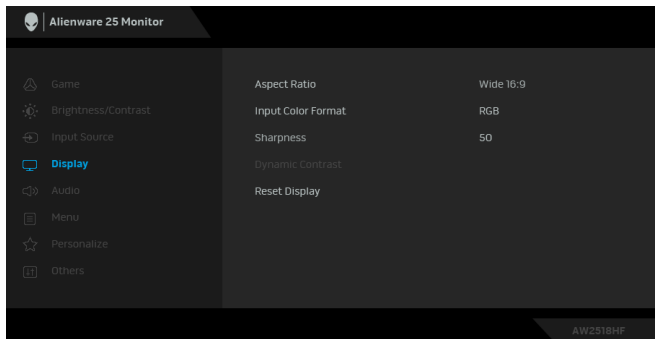 Alienware 25 Monitor
Game
Aspect Ratio Wide 16:9
Brightness/Contrast
Input Color Format RGB
Input Source
Sharpness 50
Display
Dynamic Contrast
Audio
Reset Display
Menu
Personalize
Others
AW2518HF